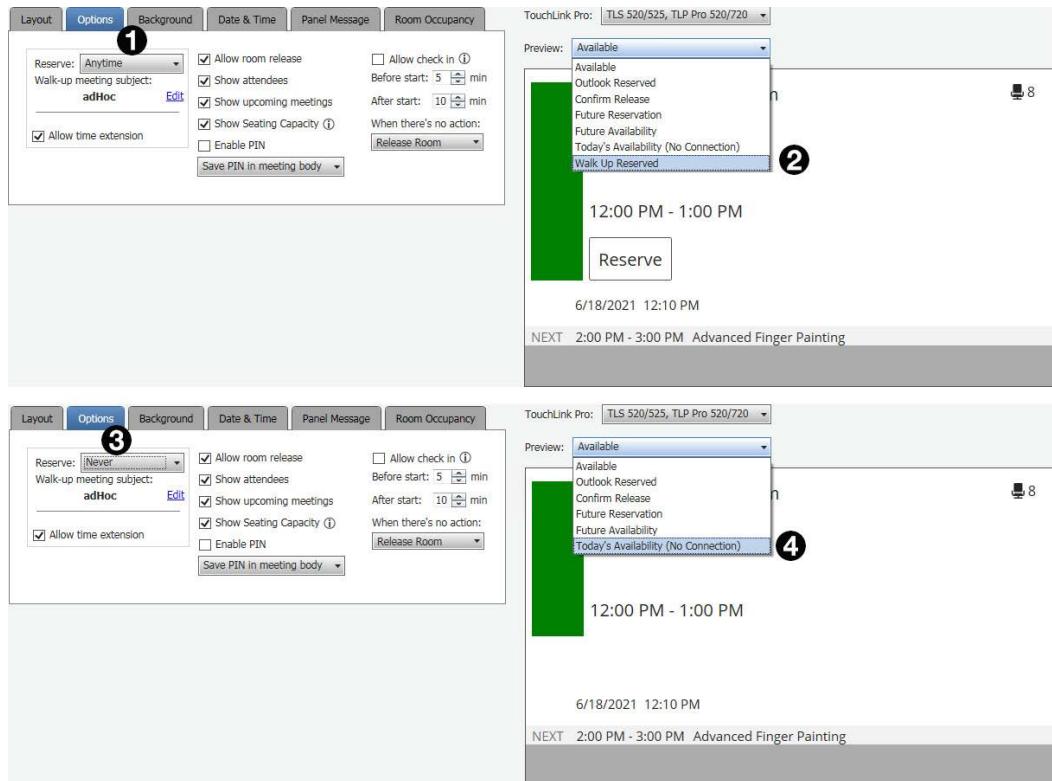 Layout Options Background Date & Time Panel Message Room Occupancy
1
Reserve: Anytime
Walk-up meeting subject:
adHoc Edit
Allow time extension
Allow room release
Show attendees
Show upcoming meetings
Show Seating Capacity
Enable PIN
Save PIN in meeting body
Allow check in
Before start: 5 min
After start: 10 min
When there's no action:
Release Room
TouchLink Pro: TLS 520/525, TLP Pro 520/720
Preview: Available
Available
Outlook Reserved
Confirm Release
Future Reservation
Future Availability
Today's Availability (No Connection)
Walk Up Reserved
2
8
12:00 PM - 1:00 PM
Reserve
6/18/2021 12:10 PM
NEXT 2:00 PM - 3:00 PM Advanced Finger Painting
Layout Options Background Date & Time Panel Message Room Occupancy
3
Reserve: Never
Walk-up meeting subject:
adHoc Edit
Allow time extension
Allow room release
Show attendees
Show upcoming meetings
Show Seating Capacity
Enable PIN
Save PIN in meeting body
Allow check in
Before start: 5 min
After start: 10 min
When there's no action:
Release Room
TouchLink Pro: TLS 520/525, TLP Pro 520/720
Preview: Available
Available
Outlook Reserved
Confirm Release
Future Reservation
Future Availability
Today's Availability (No Connection)
4
8
12:00 PM - 1:00 PM
6/18/2021 12:10 PM
NEXT 2:00 PM - 3:00 PM Advanced Finger Painting